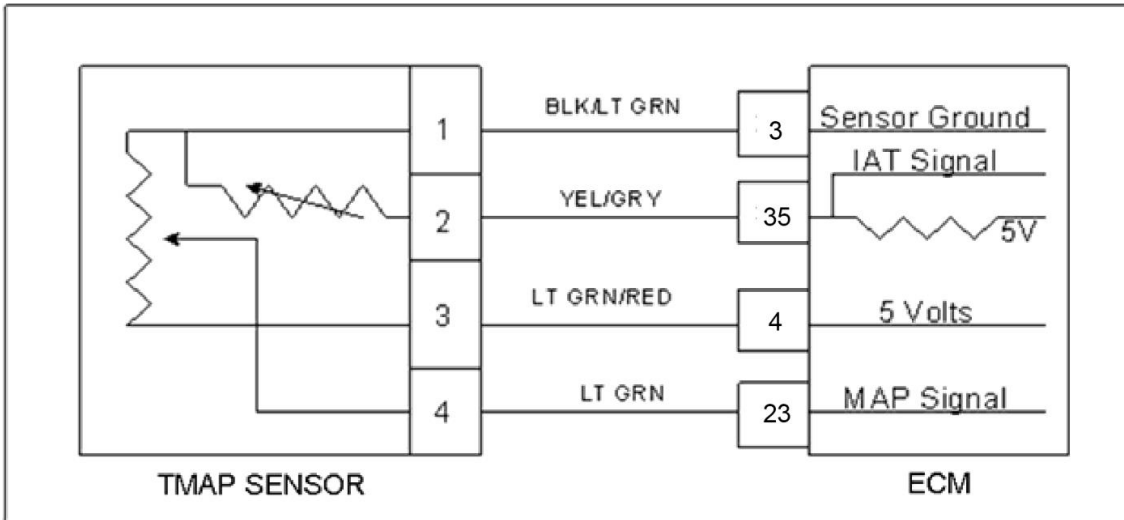 1 BLK/LT GRN 3 Sensor Ground
IAT Signal
2 YEL/GRY 35 5V
3 LT GRN/RED 4 5 Volts
4 LT GRN 23 MAP Signal
TMAP SENSOR ECM